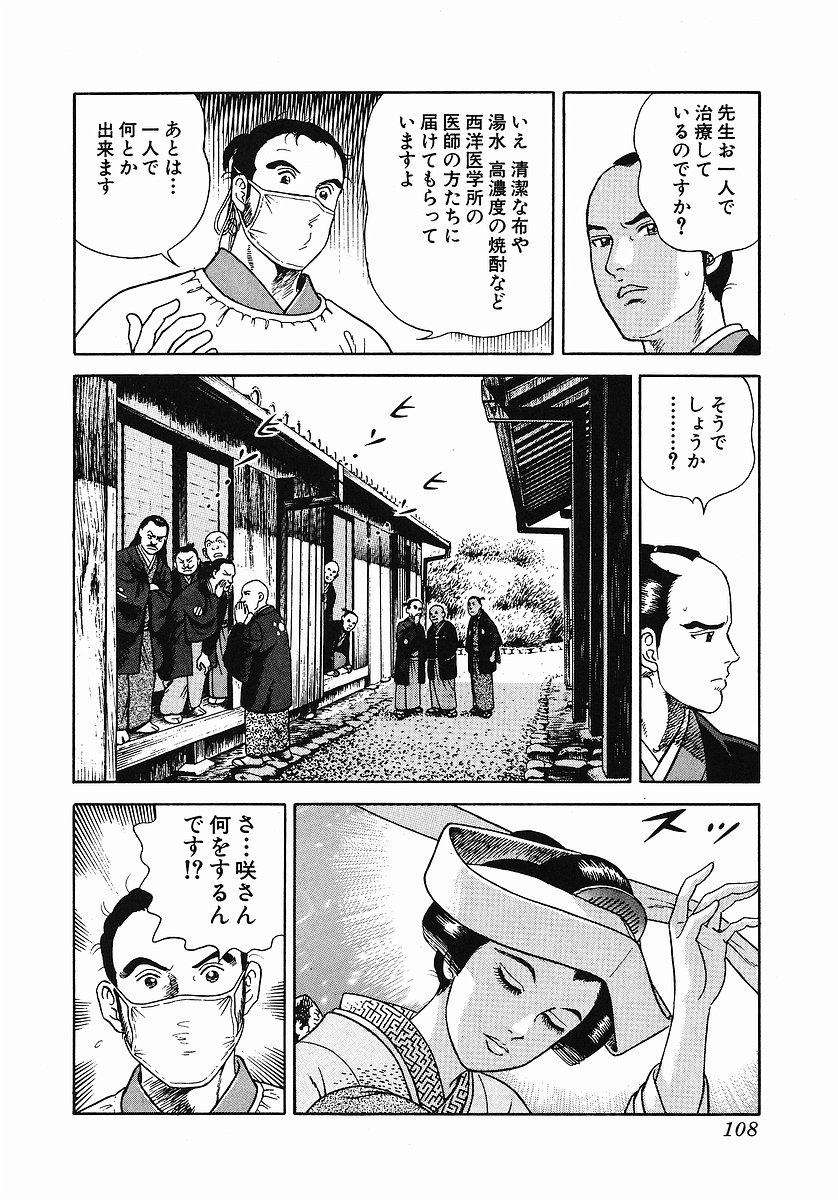 先生お一人で
治療して
いるのですか?
いえ 清潔な布や
湯水 高濃度の焼酎など
西洋医学所の
医師の方たちに
届けてもらって
いますよ
あとは…
一人で
何とか
出来ます
そうで
しょうか
………?
ヒソ
ヒソ
ヒソ
ヒソ
スッ
さ…咲さん
何をするん
です!?
108